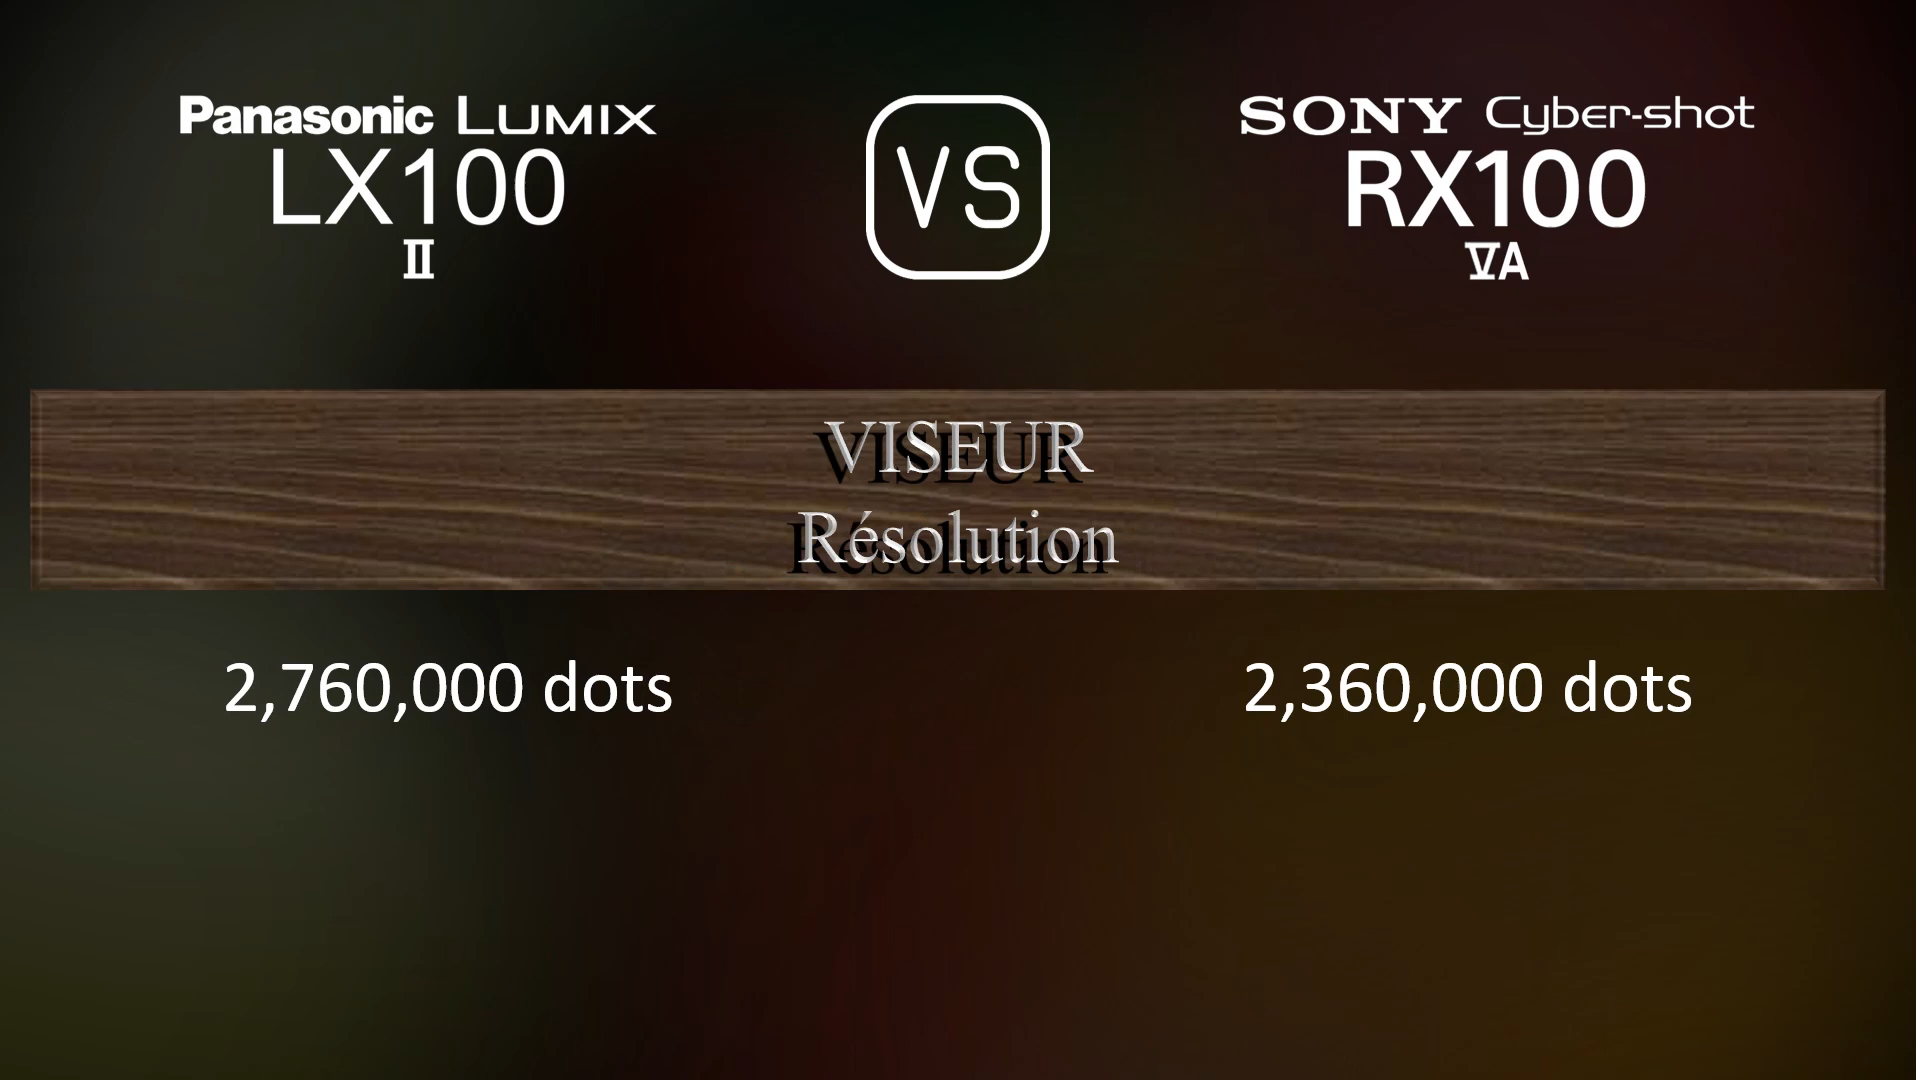 Panasonic LUMIX
LX100
II
VS
SONY Cyber-shot
RX100
VA
VISEUR
Résolution
2,760,000 dots
2,360,000 dots